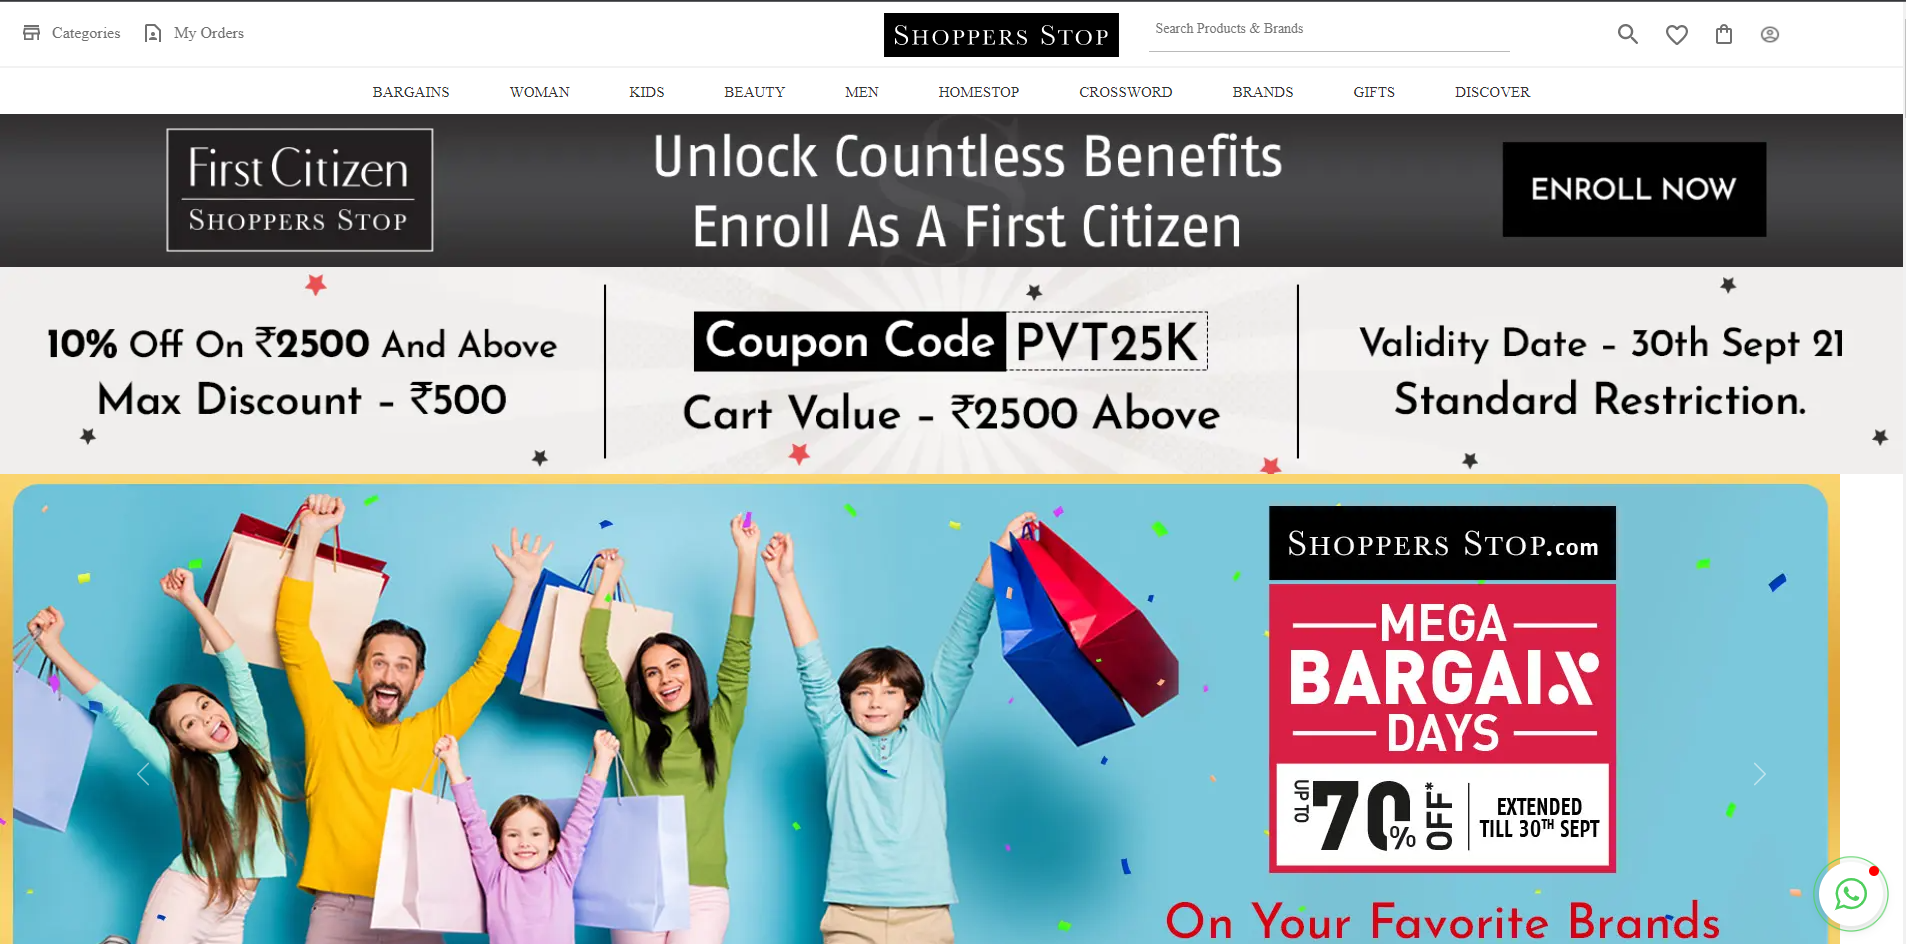 Categories
My Orders
SHOPPERS STOP
Search Products & Brands
BARGAINS
WOMAN
KIDS
BEAUTY
MEN
HOMESTOP
CROSSWORD
BRANDS
GIFTS
DISCOVER
First Citizen
SHOPPERS STOP
Unlock Countless Benefits
Enroll As A First Citizen
ENROLL NOW
10% Off On ₹2500 And Above
Max Discount – ₹500
Coupon Code PVT25K
Cart Value – ₹2500 Above
Validity Date – 30th Sept 21
Standard Restriction.
SHOPPERS STOP.com
MEGA
BARGAIN
DAYS
UP TO 70% OFF*
EXTENDED
TILL 30TH SEPT
On Your Favorite Brands